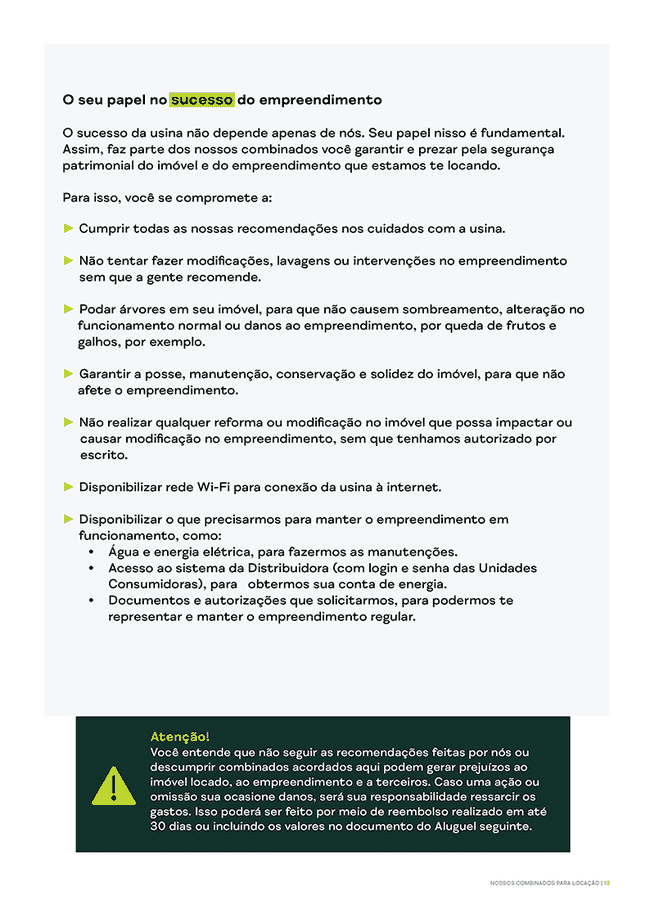 O seu papel no sucesso do empreendimento
O sucesso da usina não depende apenas de nós. Seu papel nisso é fundamental.
Assim, faz parte dos nossos combinados você garantir e prezar pela segurança
patrimonial do imóvel e do empreendimento que estamos te locando.
Para isso, você se compromete a:
► Cumprir todas as nossas recomendações nos cuidados com a usina.
► Não tentar fazer modificações, lavagens ou intervenções no empreendimento
sem que a gente recomende.
► Podar árvores em seu imóvel, para que não causem sombreamento, alteração no
funcionamento normal ou danos ao empreendimento, por queda de frutos e
galhos, por exemplo.
► Garantir a posse, manutenção, conservação e solidez do imóvel, para que não
afete o empreendimento.
► Não realizar qualquer reforma ou modificação no imóvel que possa impactar ou
causar modificação no empreendimento, sem que tenhamos autorizado por
escrito.
► Disponibilizar rede Wi-Fi para conexão da usina à internet.
► Disponibilizar o que precisarmos para manter o empreendimento em
funcionamento, como:
• Água e energia elétrica, para fazermos as manutenções.
• Acesso ao sistema da Distribuidora (com login e senha das Unidades
Consumidoras), para obtermos sua conta de energia.
• Documentos e autorizações que solicitarmos, para podermos te
representar e manter o empreendimento regular.
Atenção!
Você entende que não seguir as recomendações feitas por nós ou
descumprir combinados acordados aqui podem gerar prejuízos ao
imóvel locado, ao empreendimento e a terceiros. Caso uma ação ou
omissão sua ocasione danos, será sua responsabilidade ressarcir os
gastos. Isso poderá ser feito por meio de reembolso realizado em até
30 dias ou incluindo os valores no documento do Aluguel seguinte.
NOSSOS COMBINADOS PARA LOCAÇÃO | 12